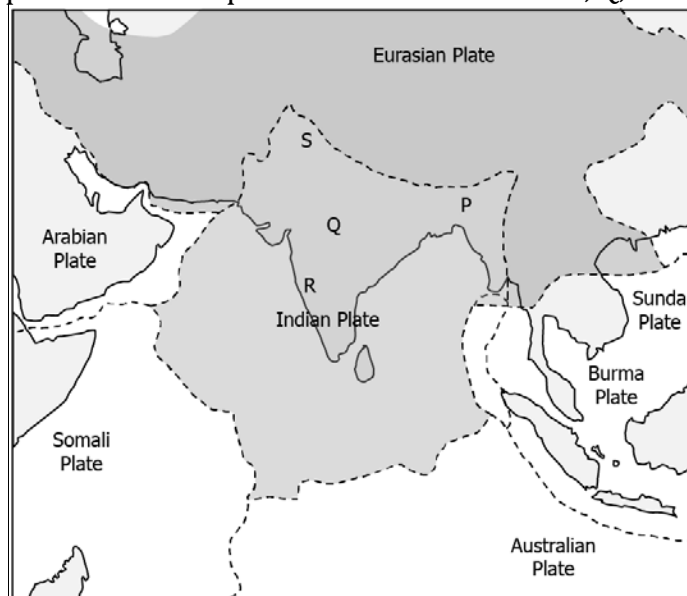 Eurasian Plate
S
P
Q
Arabian
Plate
R
Indian Plate
Sunda
Plate
Burma
Plate
Somali
Plate
Australian
Plate